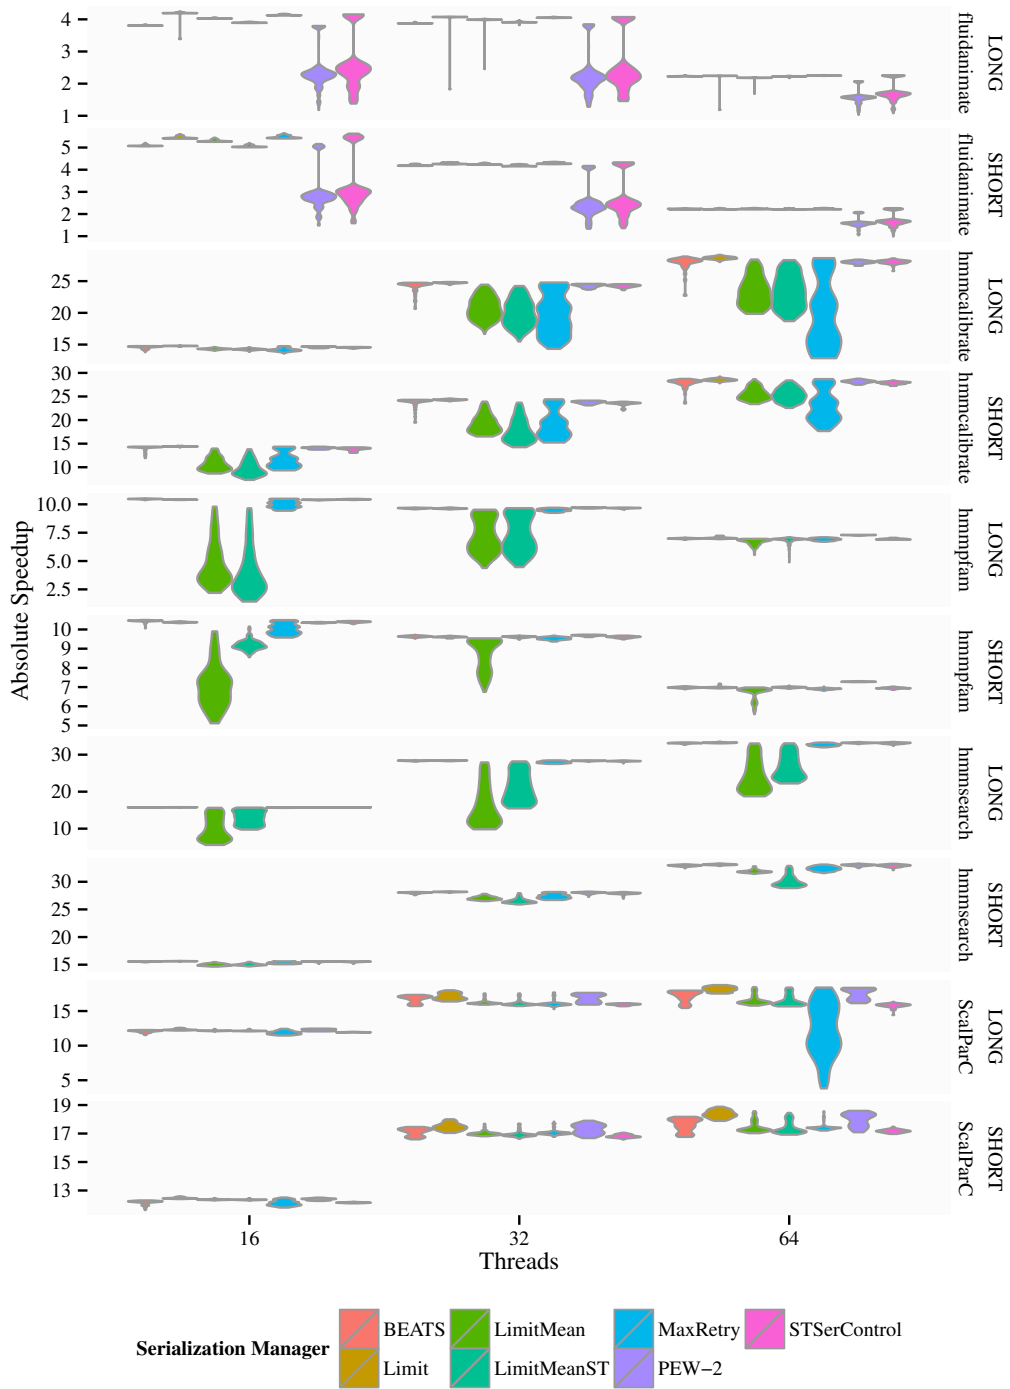 4
3
2
1
fluidanimate
LONG
5
4
3
2
1
fluidanimate
SHORT
25
20
15
hmmcalibrate
LONG
30
25
20
15
10
hmmcalibrate
SHORT
10.0
7.5
5.0
2.5
hmmpfam
LONG
10
9
8
7
6
5
hmmpfam
SHORT
30
20
10
hmmsearch
LONG
30
25
20
15
hmmsearch
SHORT
15
10
5
ScalParC
LONG
19
17
15
13
ScalParC
SHORT
Absolute Speedup
16 32 64
Threads
Serialization Manager
BEATS LimitMean MaxRetry STSerControl
Limit LimitMeanST PEW−2